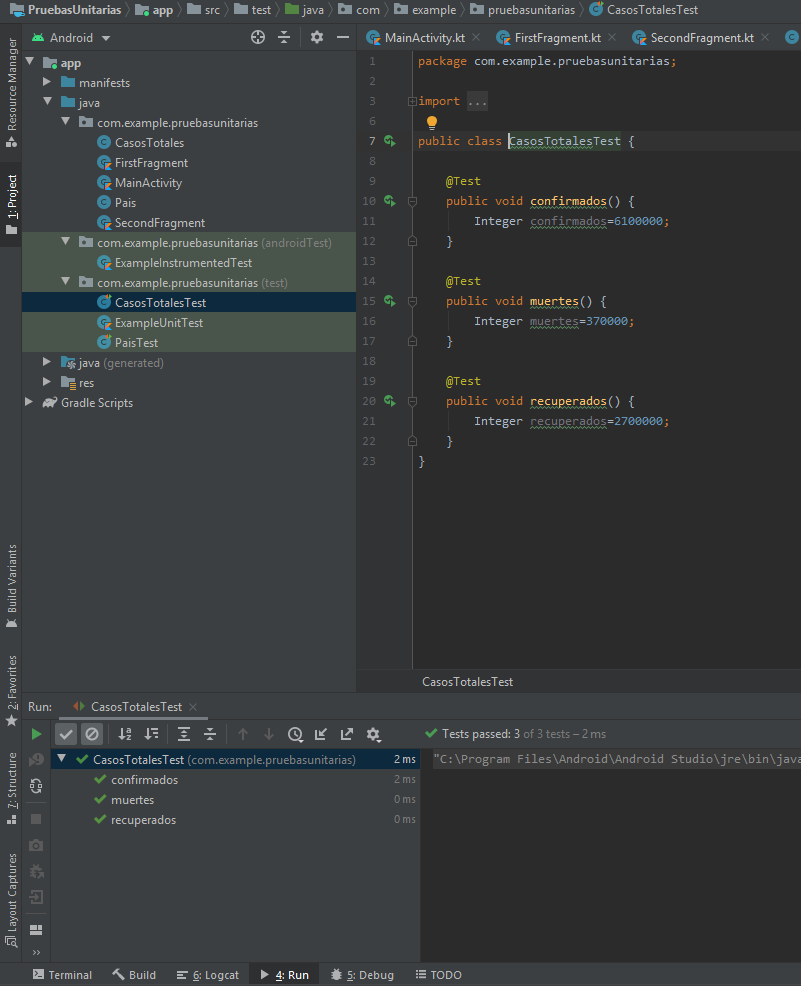 PruebasUnitarias app src test java com example pruebasunitarias CasosTotalesTest
Android
MainActivity.kt FirstFragment.kt SecondFragment.kt
Resource Manager
1: Project
Build Variants
2: Favorites
7: Structure
Layout Captures
app
manifests
java
com.example.pruebasunitarias
CasosTotales
FirstFragment
MainActivity
Pais
SecondFragment
com.example.pruebasunitarias (androidTest)
ExampleInstrumentedTest
com.example.pruebasunitarias (test)
CasosTotalesTest
ExampleUnitTest
PaisTest
java (generated)
res
Gradle Scripts
1 package com.example.pruebasunitarias;
2
3 import ...
6
7 public class CasosTotalesTest {
8
9 @Test
10 public void confirmados() {
11 Integer confirmados=6100000;
12 }
13
14 @Test
15 public void muertes() {
16 Integer muertes=370000;
17 }
18
19 @Test
20 public void recuperados() {
21 Integer recuperados=2700000;
22 }
23 }
CasosTotalesTest
Run: CasosTotalesTest
Tests passed: 3 of 3 tests – 2 ms
CasosTotalesTest (com.example.pruebasunitarias) 2 ms
confirmados 2 ms
muertes 0 ms
recuperados 0 ms
"C:\Program Files\Android\Android Studio\jre\bin\java
Terminal Build 6: Logcat 4: Run 5: Debug TODO